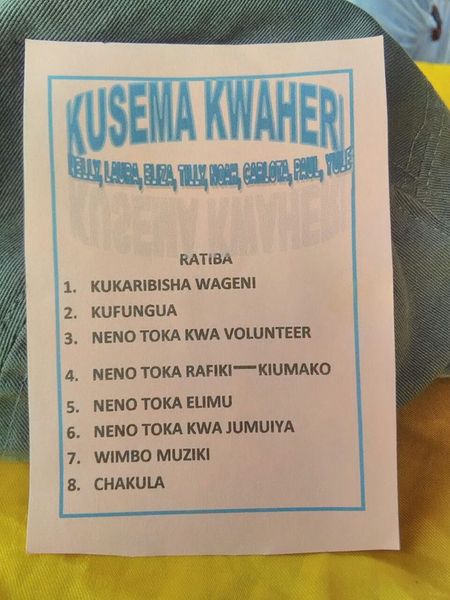 KUSEMA KWAHERI
NELLY, LAURA, ELIZA, TILLY, NOAH, CARLOTA, PAUL, YULE
RATIBA
1. KUKARIBISHA WAGENI
2. KUFUNGUA
3. NENO TOKA KWA VOLUNTEER
4. NENO TOKA RAFIKI—KIUMAKO
5. NENO TOKA ELIMU
6. NENO TOKA KWA JUMUIYA
7. WIMBO MUZIKI
8. CHAKULA